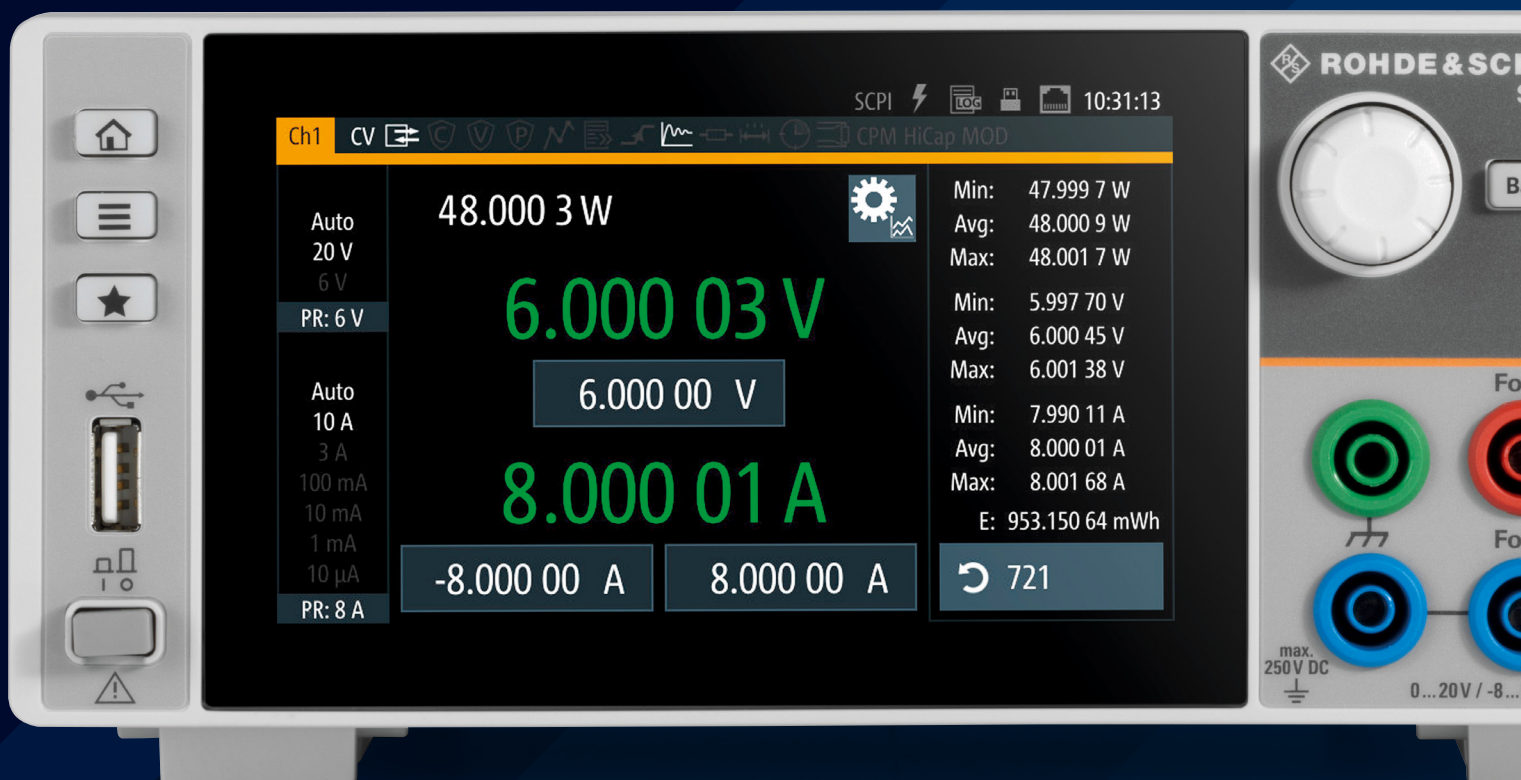 ROHDE&SC
SCPI LOG 10:31:13
Ch1 CV C V P CPM HiCap MOD
Auto
20 V
6 V
PR: 6 V
Auto
10 A
3 A
100 mA
10 mA
1 mA
10 µA
PR: 8 A
48.000 3 W
6.000 03 V
6.000 00 V
8.000 01 A
-8.000 00 A
8.000 00 A
Min: 47.999 7 W
Avg: 48.000 9 W
Max: 48.001 7 W
Min: 5.997 70 V
Avg: 6.000 45 V
Max: 6.001 38 V
Min: 7.990 11 A
Avg: 8.000 01 A
Max: 8.001 68 A
E: 953.150 64 mWh
721
R&S
B
Fo
Fo
max.
250 V DC
0...20 V / -8...